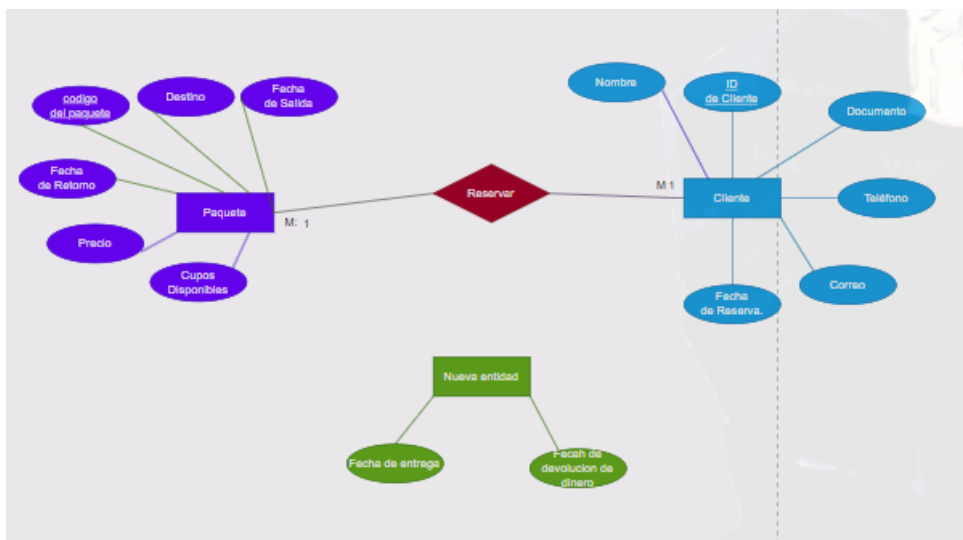 Fecha
de Salida
Destino
codigo
del paquete
Fecha
de Retorno
Paquete
M: 1
Precio
Cupos
Disponibles
Reservar
Nombre
ID
de Cliente
Documento
M 1
Cliente
Teléfono
Correo
Fecha
de Reserva.
Nueva entidad
Fecha de entrega
Fecah de
devolucion de
dinero